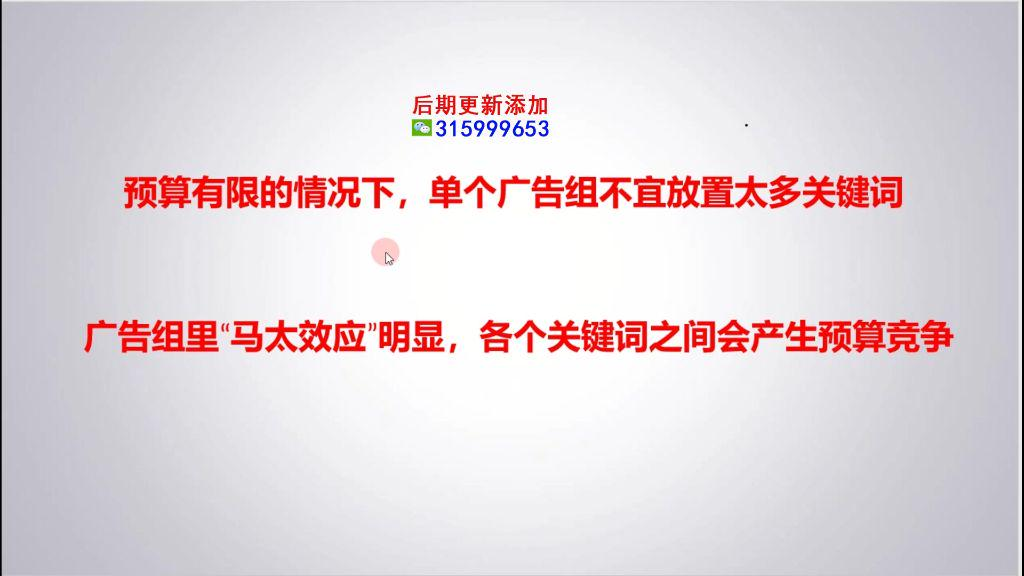 后期更新添加
315999653
预算有限的情况下，单个广告组不宜放置太多关键词
广告组里“马太效应”明显，各个关键词之间会产生预算竞争